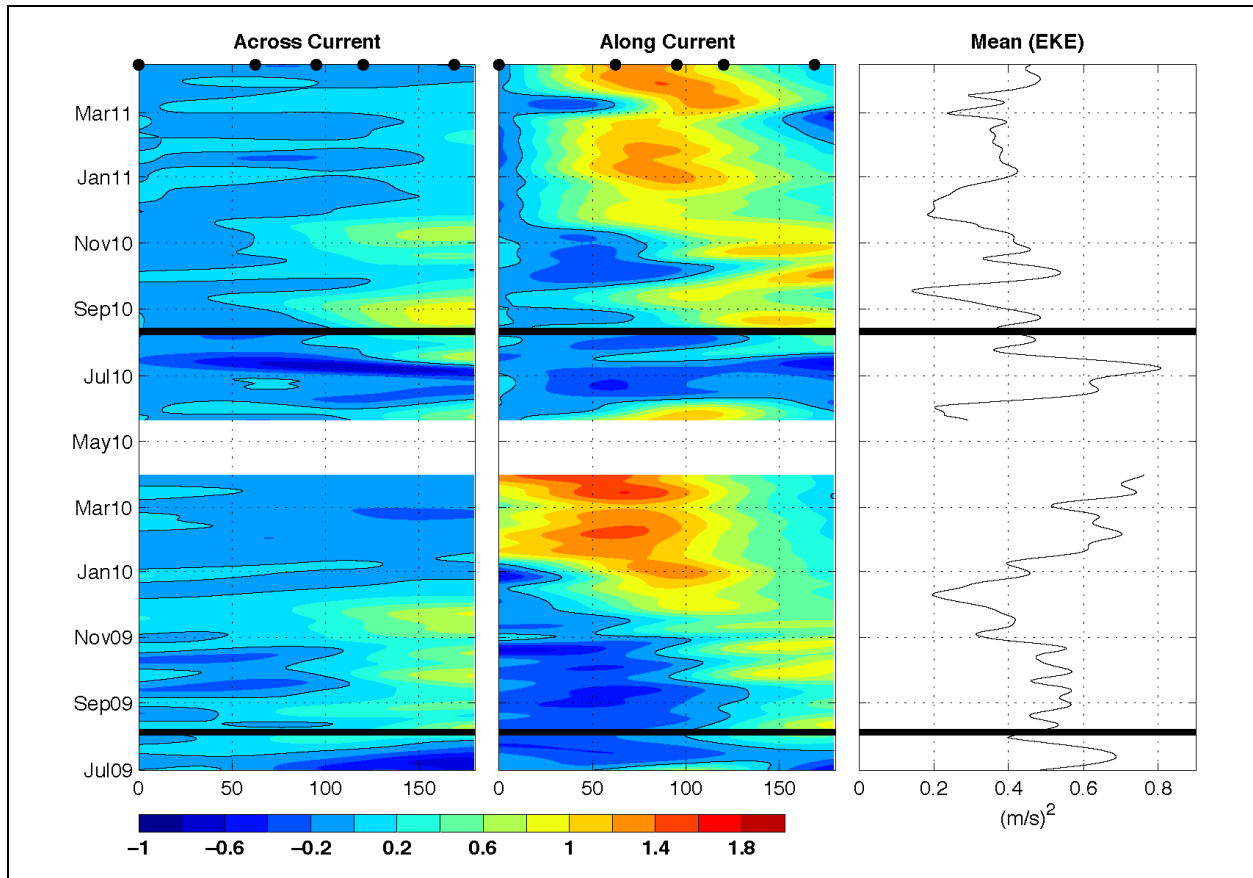 Across Current
Along Current
Mean (EKE)
Mar11
Jan11
Nov10
Sep10
Jul10
May10
Mar10
Jan10
Nov09
Sep09
Jul09
0 50 100 150
0 50 100 150
0 0.2 0.4 0.6 0.8
(m/s)²
−1 −0.6 −0.2 0.2 0.6 1 1.4 1.8